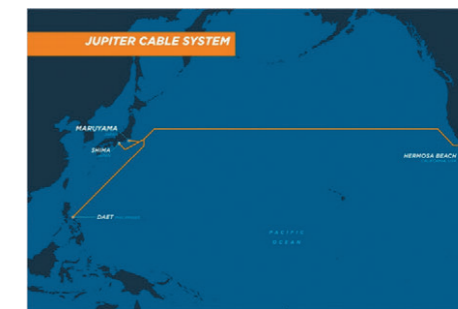 JUPITER CABLE SYSTEM
MARUYAMA
SHIMA
HERMOSA BEACH
DAET
PACIFIC
OCEAN